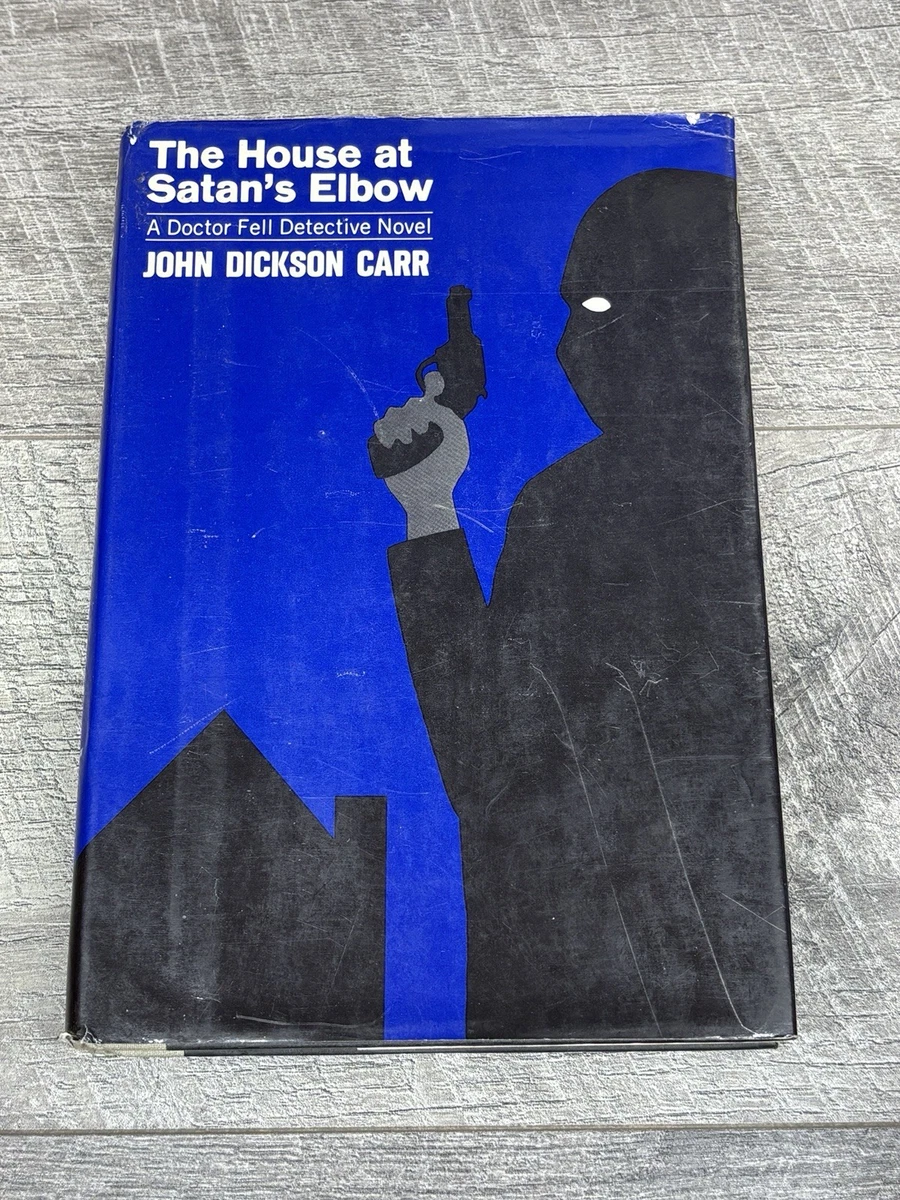 The House at
Satan's Elbow
A Doctor Fell Detective Novel
JOHN DICKSON CARR